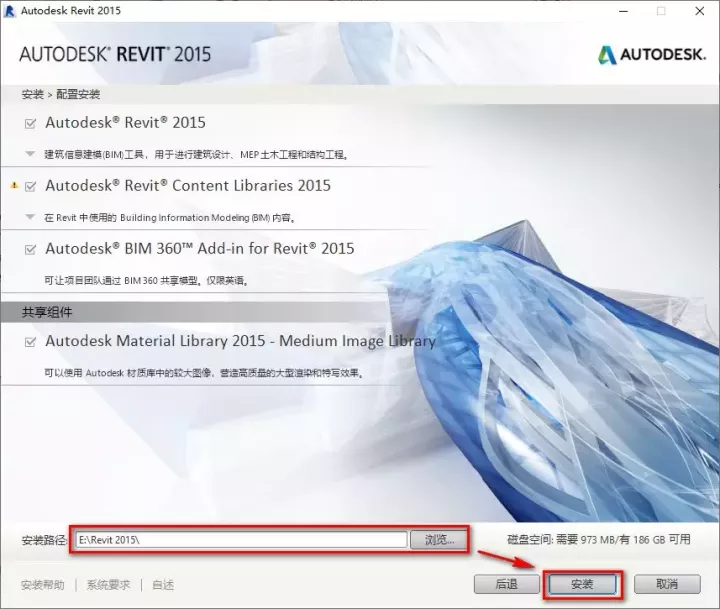 Autodesk Revit 2015
AUTODESK® REVIT® 2015
AUTODESK.
安装 > 配置安装
Autodesk® Revit® 2015
建筑信息建模(BIM)工具，用于进行建筑设计、MEP 土木工程和结构工程。
Autodesk® Revit® Content Libraries 2015
在 Revit 中使用的 Building Information Modeling (BIM) 内容。
Autodesk® BIM 360™ Add-in for Revit® 2015
可让项目团队通过 BIM 360 共享模型。仅限英语。
共享组件
Autodesk Material Library 2015 - Medium Image Library
可以使用 Autodesk 材质库中的较大图像，营造高质量的大型渲染和特写效果。
安装路径: E:\Revit 2015\ 浏览... 磁盘空间: 需要 973 MB/有 186 GB 可用
安装帮助 | 系统要求 | 自述 后退 安装 取消